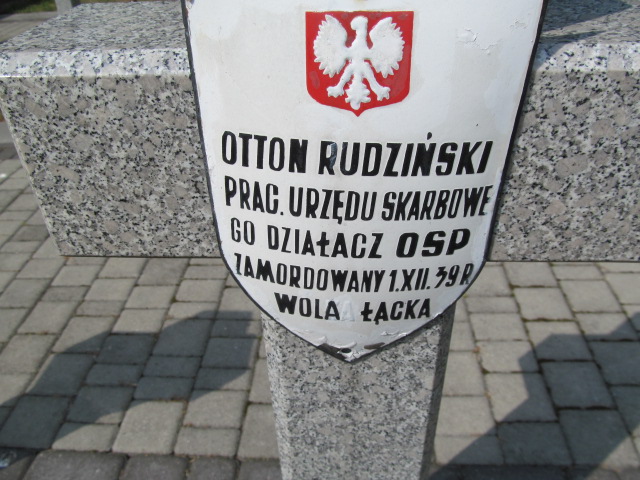 OTTON RUDZIŃSKI
PRAC. URZĘDU SKARBOWE
GO DZIAŁACZ OSP
ZAMORDOWANY 1.XII.39 R
WOLA ŁĄCKA